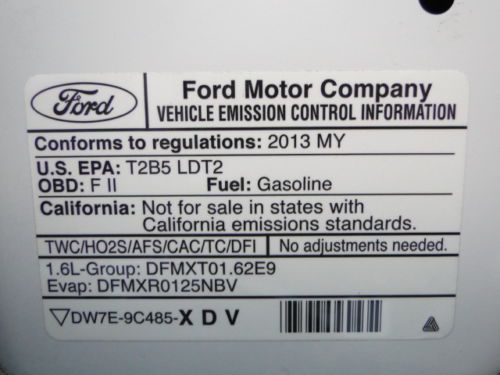 Ford
Ford Motor Company
VEHICLE EMISSION CONTROL INFORMATION
Conforms to regulations: 2013 MY
U.S. EPA: T2B5 LDT2
OBD: F II Fuel: Gasoline
California: Not for sale in states with
California emissions standards.
TWC/HO2S/AFS/CAC/TC/DFI No adjustments needed.
1.6L-Group: DFMXT01.62E9
Evap: DFMXR0125NBV
▽DW7E-9C485-X D V